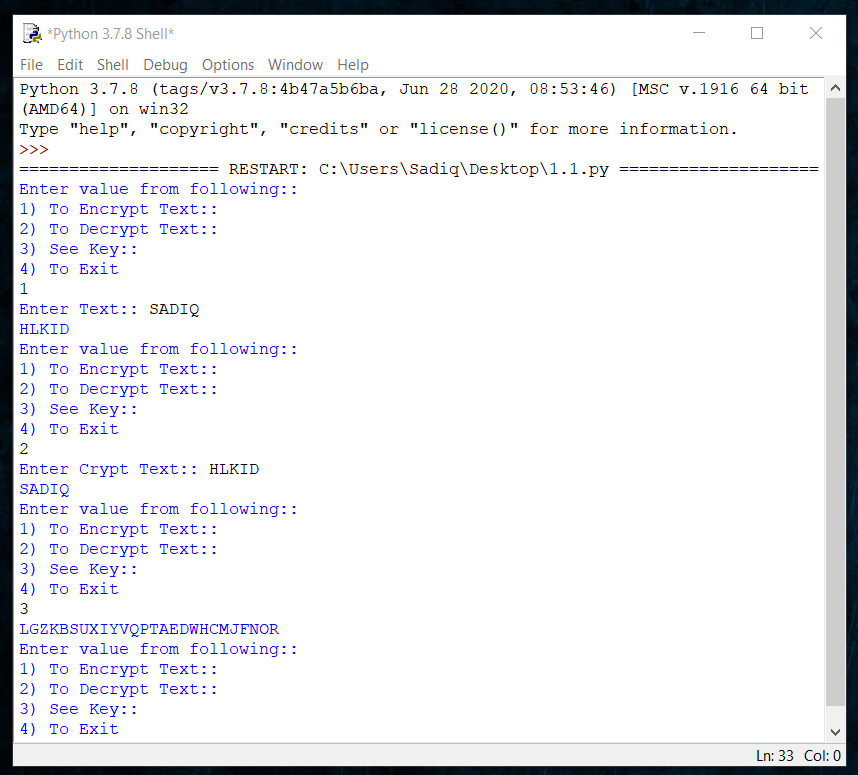 *Python 3.7.8 Shell*
File Edit Shell Debug Options Window Help
Python 3.7.8 (tags/v3.7.8:4b47a5b6ba, Jun 28 2020, 08:53:46) [MSC v.1916 64 bit
(AMD64)] on win32
Type "help", "copyright", "credits" or "license()" for more information.
>>>
==================== RESTART: C:\Users\Sadiq\Desktop\1.1.py ====================
Enter value from following::
1) To Encrypt Text::
2) To Decrypt Text::
3) See Key::
4) To Exit
1
Enter Text:: SADIQ
HLKID
Enter value from following::
1) To Encrypt Text::
2) To Decrypt Text::
3) See Key::
4) To Exit
2
Enter Crypt Text:: HLKID
SADIQ
Enter value from following::
1) To Encrypt Text::
2) To Decrypt Text::
3) See Key::
4) To Exit
3
LGZKBSUXIYVQPTAEDWHCMJFNOR
Enter value from following::
1) To Encrypt Text::
2) To Decrypt Text::
3) See Key::
4) To Exit
Ln: 33 Col: 0